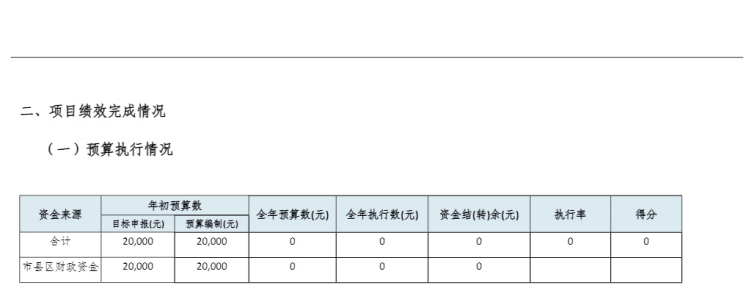 二、项目绩效完成情况
（一）预算执行情况
资金来源 年初预算数 全年预算数(元) 全年执行数(元) 资金结(转)余(元) 执行率 得分
目标申报(元) 预算编制(元)
合计 20,000 20,000 0 0 0 0 0
市县区财政资金 20,000 20,000 0 0 0